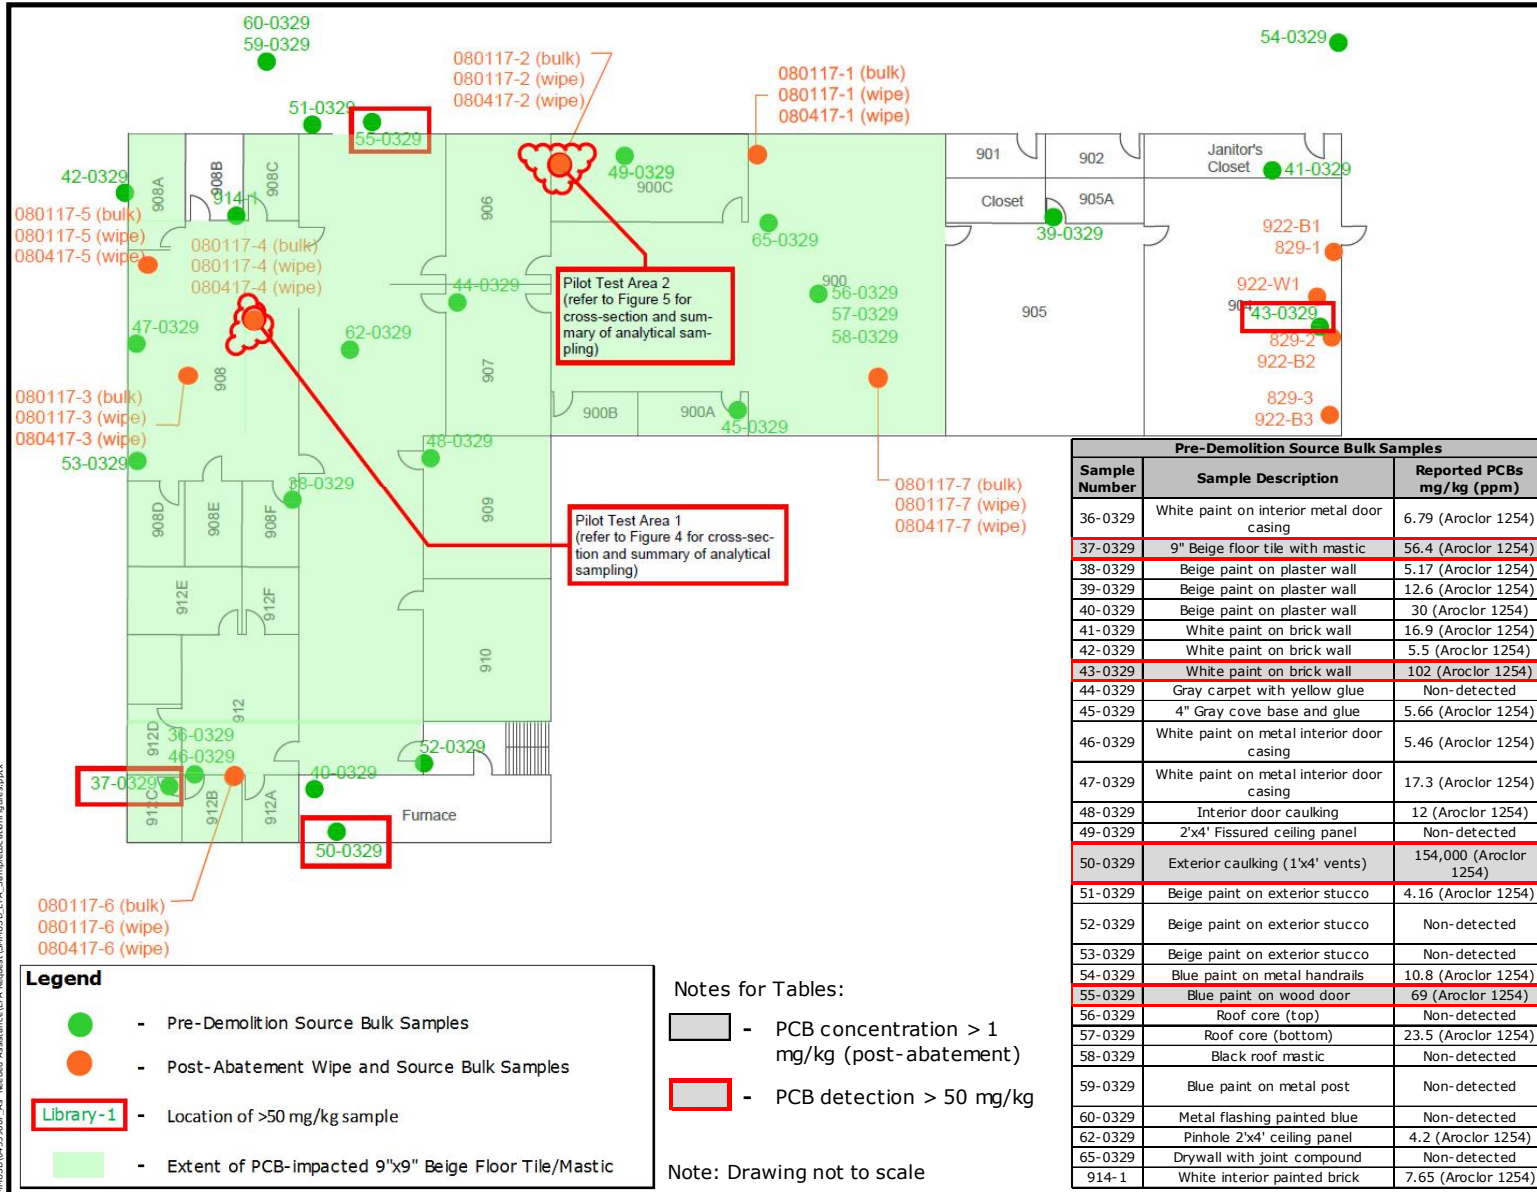 60-0329
59-0329
54-0329
080117-2 (bulk)
080117-2 (wipe)
080417-2 (wipe)
080117-1 (bulk)
080117-1 (wipe)
080417-1 (wipe)
51-0329
55-0329
42-0329
908A
908B
908C
914-1
906
49-0329
900C
901
902
Janitor's
Closet
41-0329
Closet
905A
39-0329
080117-5 (bulk)
080117-5 (wipe)
080417-5 (wipe)
080117-4 (bulk)
080117-4 (wipe)
080417-4 (wipe)
65-0329
922-B1
829-1
44-0329
Pilot Test Area 2
(refer to Figure 5 for
cross-section and sum-
mary of analytical sam-
pling)
900
56-0329
57-0329
58-0329
905
922-W1
904
43-0329
829-2
922-B2
47-0329
62-0329
908
907
080117-3 (bulk)
080117-3 (wipe)
080417-3 (wipe)
900B
900A
45-0329
829-3
922-B3
53-0329
48-0329
38-0329
080117-7 (bulk)
080117-7 (wipe)
080417-7 (wipe)
908D
908E
908F
909
Pilot Test Area 1
(refer to Figure 4 for cross-sec-
tion and summary of analytical
sampling)
912E
912F
910
912
912D
36-0329
46-0329
52-0329
37-0329
912C
912B
912A
40-0329
Furnace
50-0329
080117-6 (bulk)
080117-6 (wipe)
080417-6 (wipe)
Pre-Demolition Source Bulk Samples
Sample Number Sample Description Reported PCBs mg/kg (ppm)
36-0329 White paint on interior metal door casing 6.79 (Aroclor 1254)
37-0329 9" Beige floor tile with mastic 56.4 (Aroclor 1254)
38-0329 Beige paint on plaster wall 5.17 (Aroclor 1254)
39-0329 Beige paint on plaster wall 12.6 (Aroclor 1254)
40-0329 Beige paint on plaster wall 30 (Aroclor 1254)
41-0329 White paint on brick wall 16.9 (Aroclor 1254)
42-0329 White paint on brick wall 5.5 (Aroclor 1254)
43-0329 White paint on brick wall 102 (Aroclor 1254)
44-0329 Gray carpet with yellow glue Non-detected
45-0329 4" Gray cove base and glue 5.66 (Aroclor 1254)
46-0329 White paint on metal interior door casing 5.46 (Aroclor 1254)
47-0329 White paint on metal interior door casing 17.3 (Aroclor 1254)
48-0329 Interior door caulking 12 (Aroclor 1254)
49-0329 2'x4' Fissured ceiling panel Non-detected
50-0329 Exterior caulking (1'x4' vents) 154,000 (Aroclor 1254)
51-0329 Beige paint on exterior stucco 4.16 (Aroclor 1254)
52-0329 Beige paint on exterior stucco Non-detected
53-0329 Beige paint on exterior stucco Non-detected
54-0329 Blue paint on metal handrails 10.8 (Aroclor 1254)
55-0329 Blue paint on wood door 69 (Aroclor 1254)
56-0329 Roof core (top) Non-detected
57-0329 Roof core (bottom) 23.5 (Aroclor 1254)
58-0329 Black roof mastic Non-detected
59-0329 Blue paint on metal post Non-detected
60-0329 Metal flashing painted blue Non-detected
62-0329 Pinhole 2'x4' ceiling panel 4.2 (Aroclor 1254)
65-0329 Drywall with joint compound Non-detected
914-1 White interior painted brick 7.65 (Aroclor 1254)
Legend
- Pre-Demolition Source Bulk Samples
- Post-Abatement Wipe and Source Bulk Samples
Library-1 - Location of >50 mg/kg sample
- Extent of PCB-impacted 9"x9" Beige Floor Tile/Mastic
Notes for Tables:
- PCB concentration > 1
mg/kg (post-abatement)
- PCB detection > 50 mg/kg
Note: Drawing not to scale